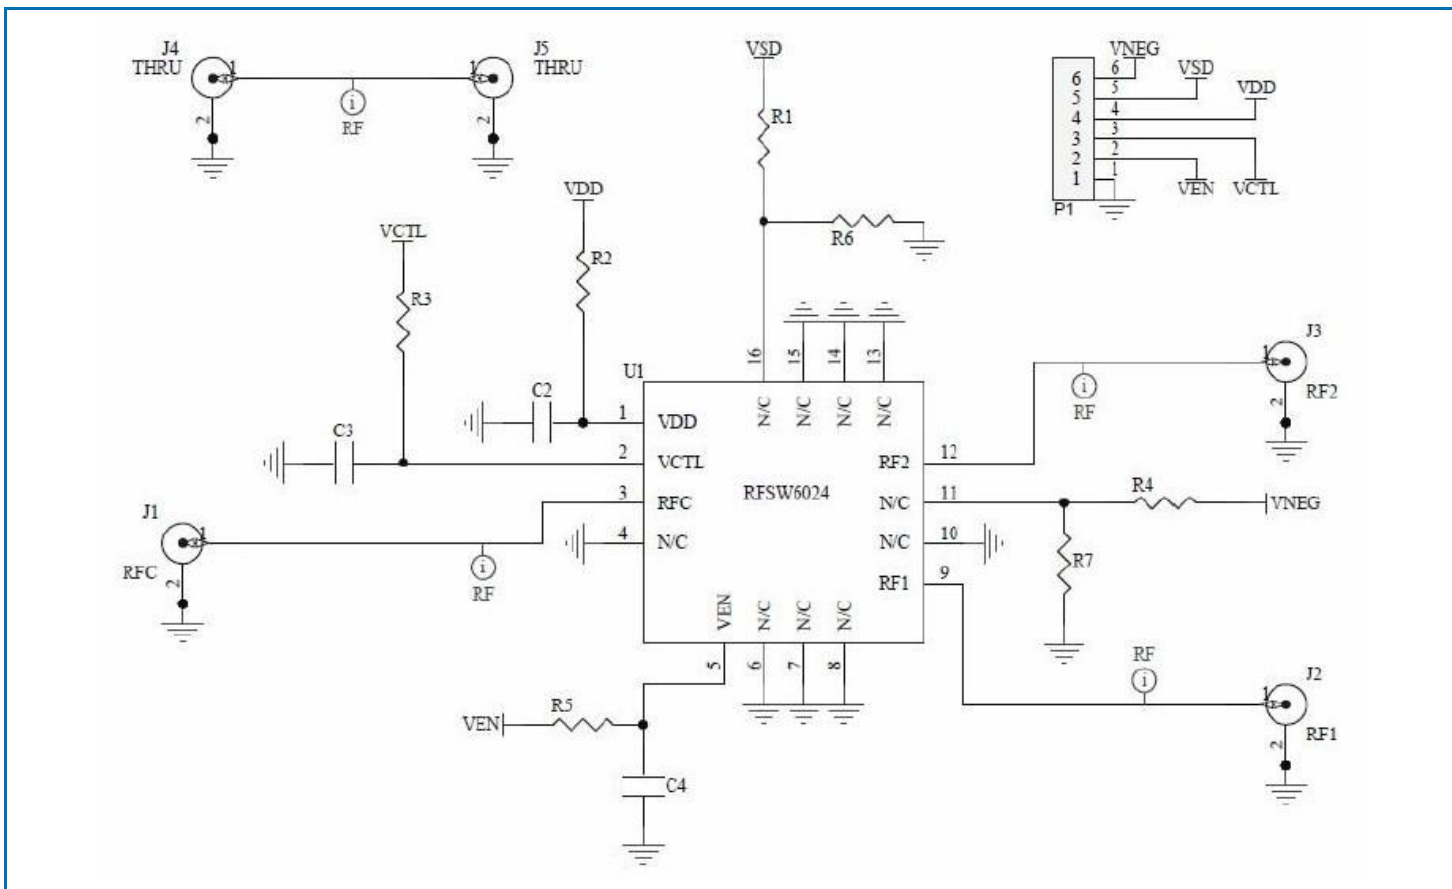 J4
THRU
1
2
RF
J5
THRU
1
2
VSD
R1
R6
VNEG
VSD
VDD
6 6
5 5
4 4
3 3
2 2
1 1
VEN VCTL
P1
VDD
R2
VCTL
R3
C2
C3
U1
16 15 14 13
N/C N/C N/C N/C
1 VDD
2 VCTL
3 RFC
4 N/C
RFSW6024
RF2 12
N/C 11
N/C 10
RF1 9
VEN N/C N/C N/C
5 6 7 8
J3
1
RF2
2
RF
R4
VNEG
R7
J1
1
RFC
2
RF
RF
J2
1
RF1
2
VEN
R5
C4
i
i
i
i